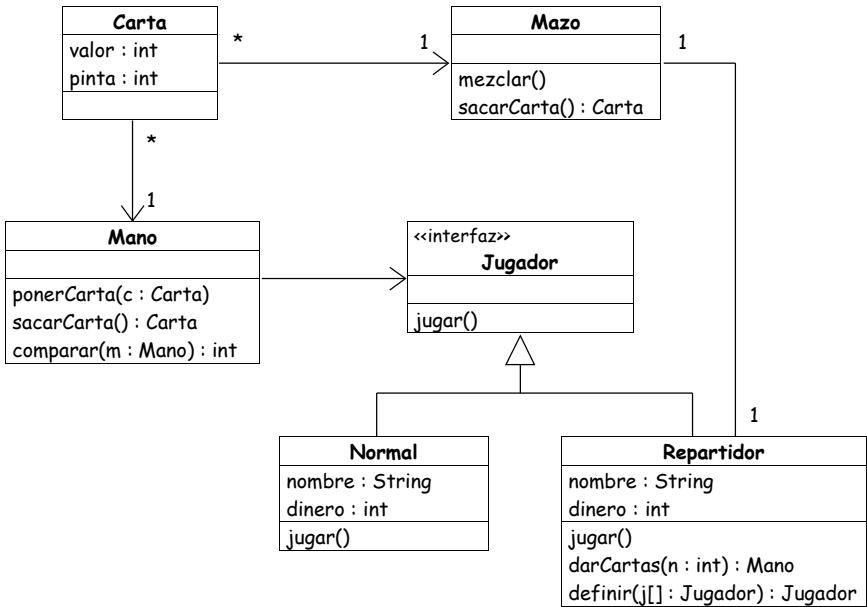 Carta
valor : int
pinta : int
*
1
Mazo
mezclar()
sacarCarta() : Carta
1
*
1
Mano
ponerCarta(c : Carta)
sacarCarta() : Carta
comparar(m : Mano) : int
<<interfaz>>
Jugador
jugar()
1
Normal
nombre : String
dinero : int
jugar()
Repartidor
nombre : String
dinero : int
jugar()
darCartas(n : int) : Mano
definir(j[] : Jugador) : Jugador